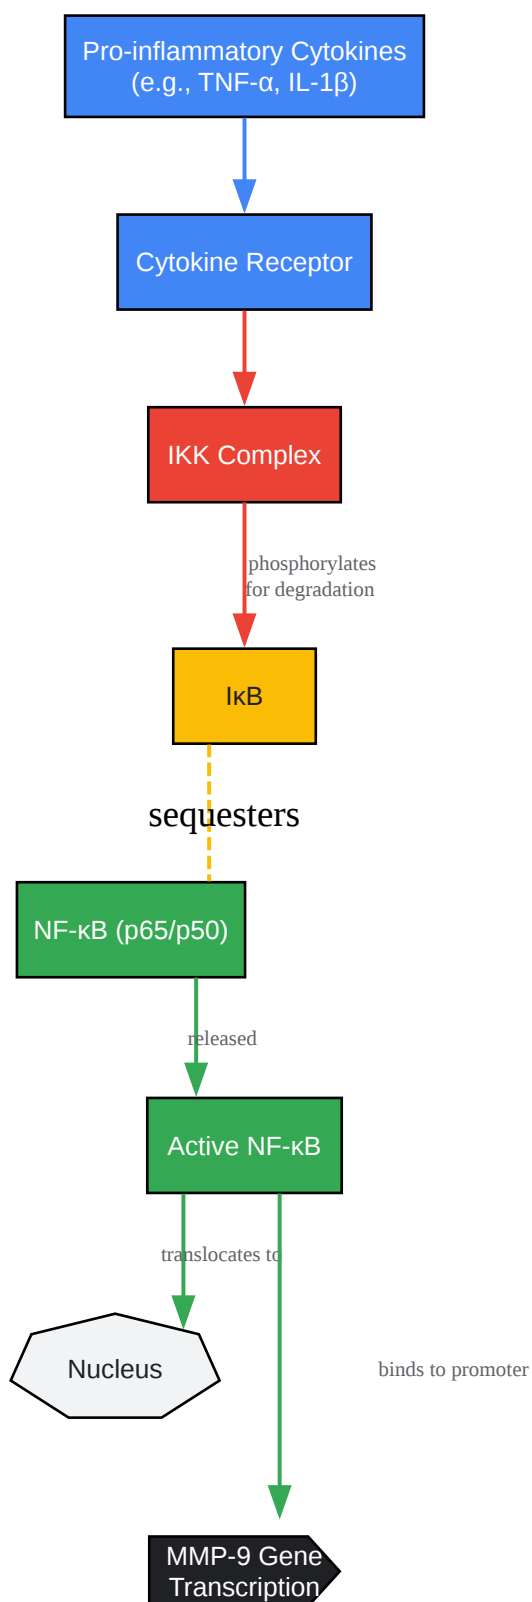 Pro-inflammatory Cytokines
(e.g., TNF-α, IL-1β)
Cytokine Receptor
IKK Complex
phosphorylates
for degradation
IκB
sequesters
NF-κB (p65/p50)
released
Active NF-κB
translocates to
Nucleus
binds to promoter
MMP-9 Gene
Transcription